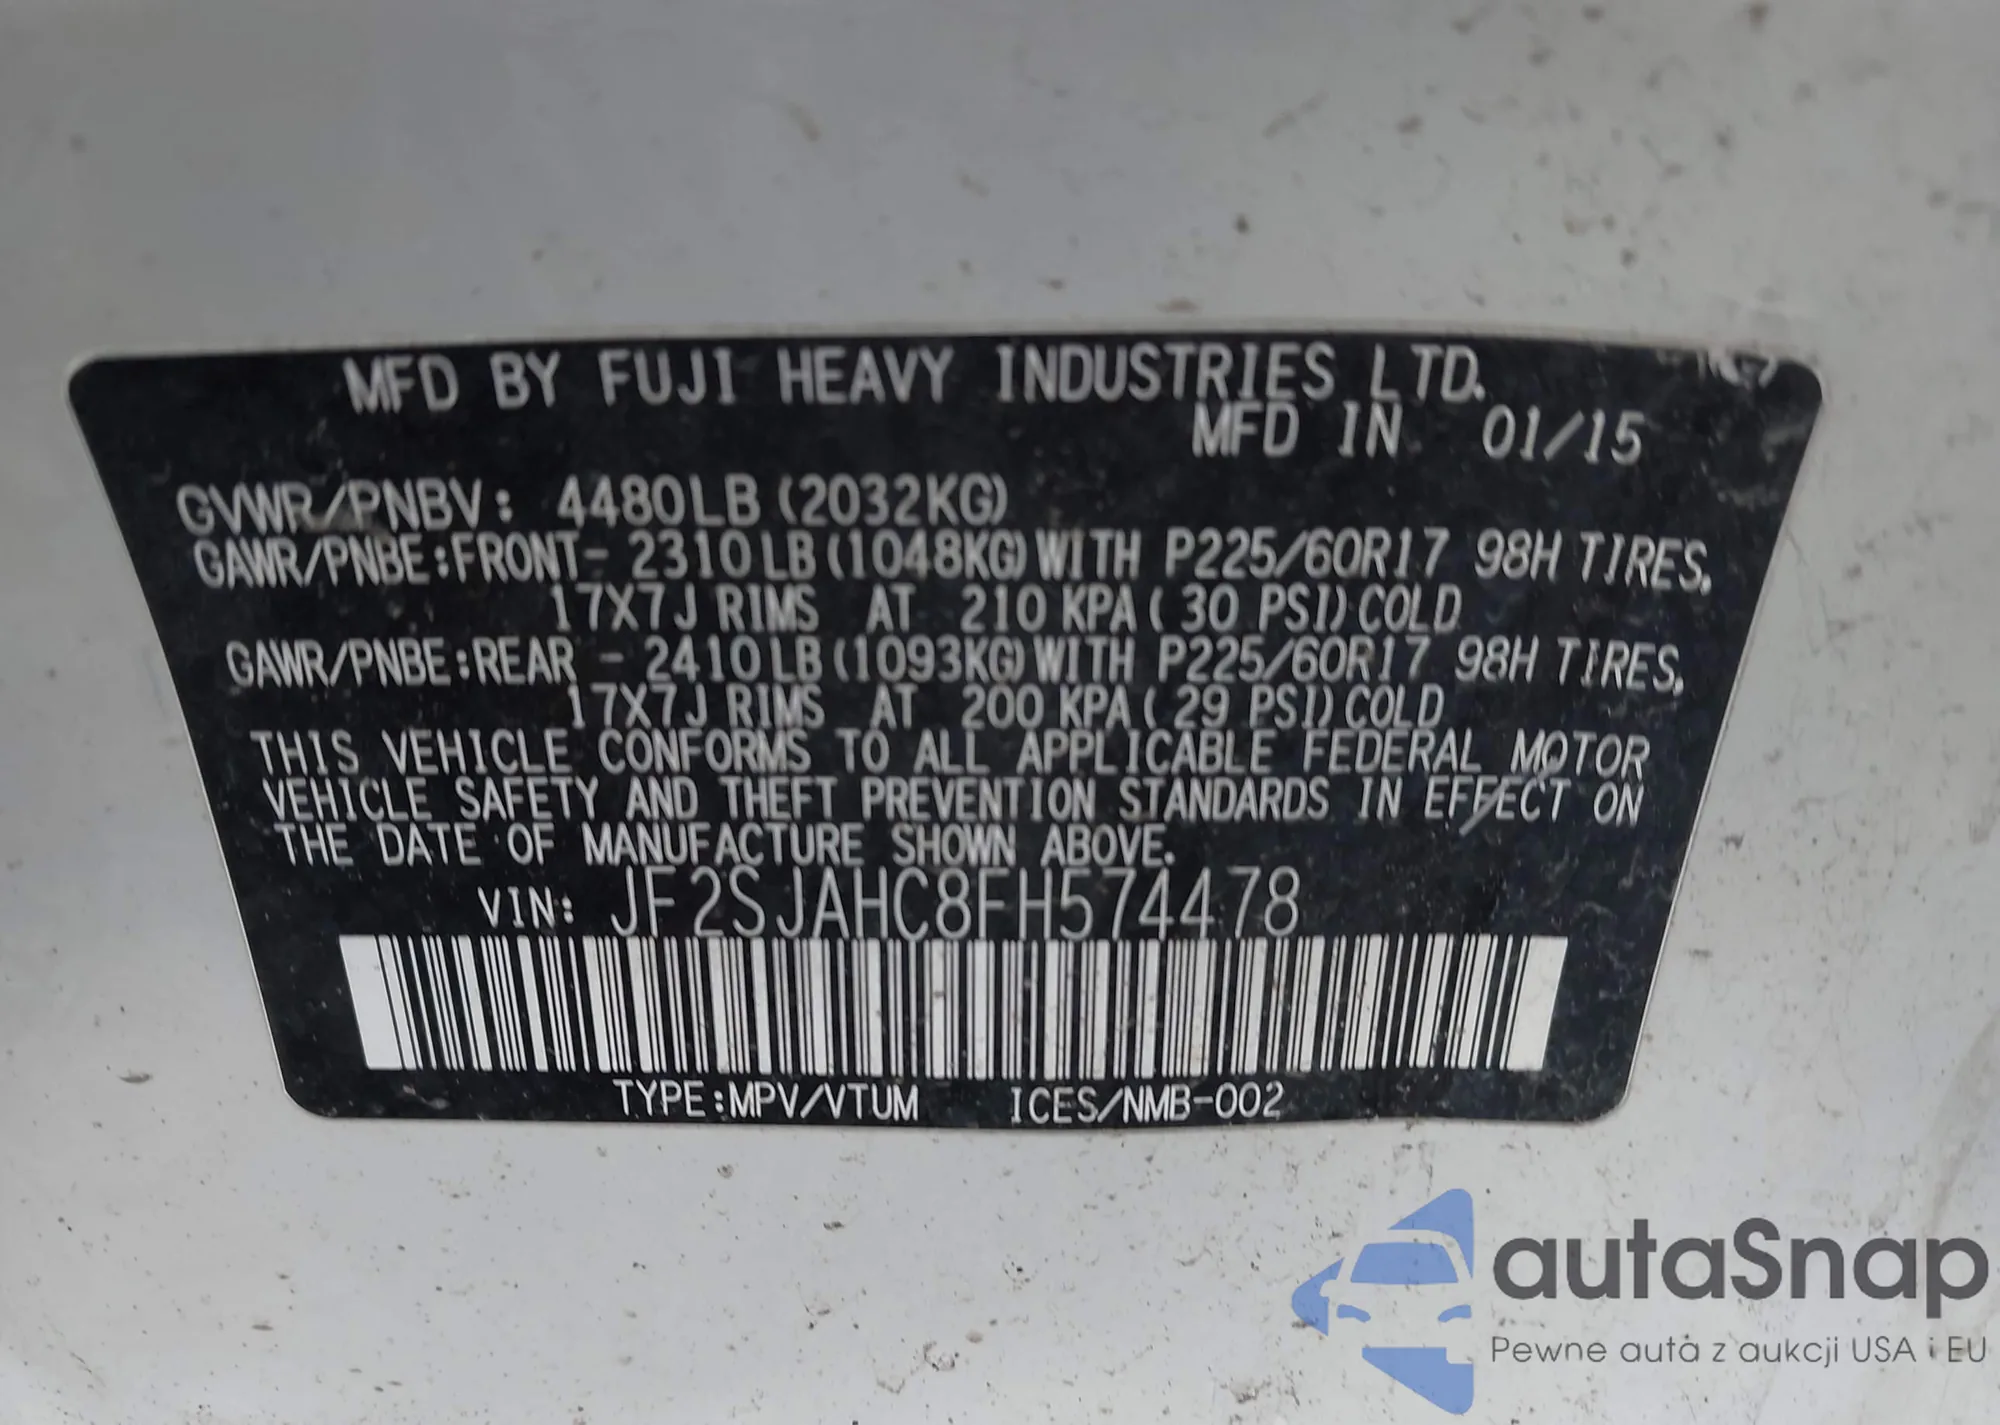 MFD BY FUJI HEAVY INDUSTRIES LTD.
MFD IN 01/15
GVWR/PNBV: 4480LB (2032KG)
GAWR/PNBE:FRONT- 2310LB(1048KG)WITH P225/60R17 98H TIRES,
17X7J RIMS AT 210 KPA( 30 PSI)COLD
GAWR/PNBE:REAR - 2410LB(1093KG)WITH P225/60R17 98H TIRES,
17X7J RIMS AT 200 KPA( 29 PSI)COLD
THIS VEHICLE CONFORMS TO ALL APPLICABLE FEDERAL MOTOR
VEHICLE SAFETY AND THEFT PREVENTION STANDARDS IN EFFECT ON
THE DATE OF MANUFACTURE SHOWN ABOVE.
VIN: JF2SJAHC8FH574478
TYPE:MPV/VTUM ICES/NMB-002
autaSnap
Pewne auta z aukcji USA i EU